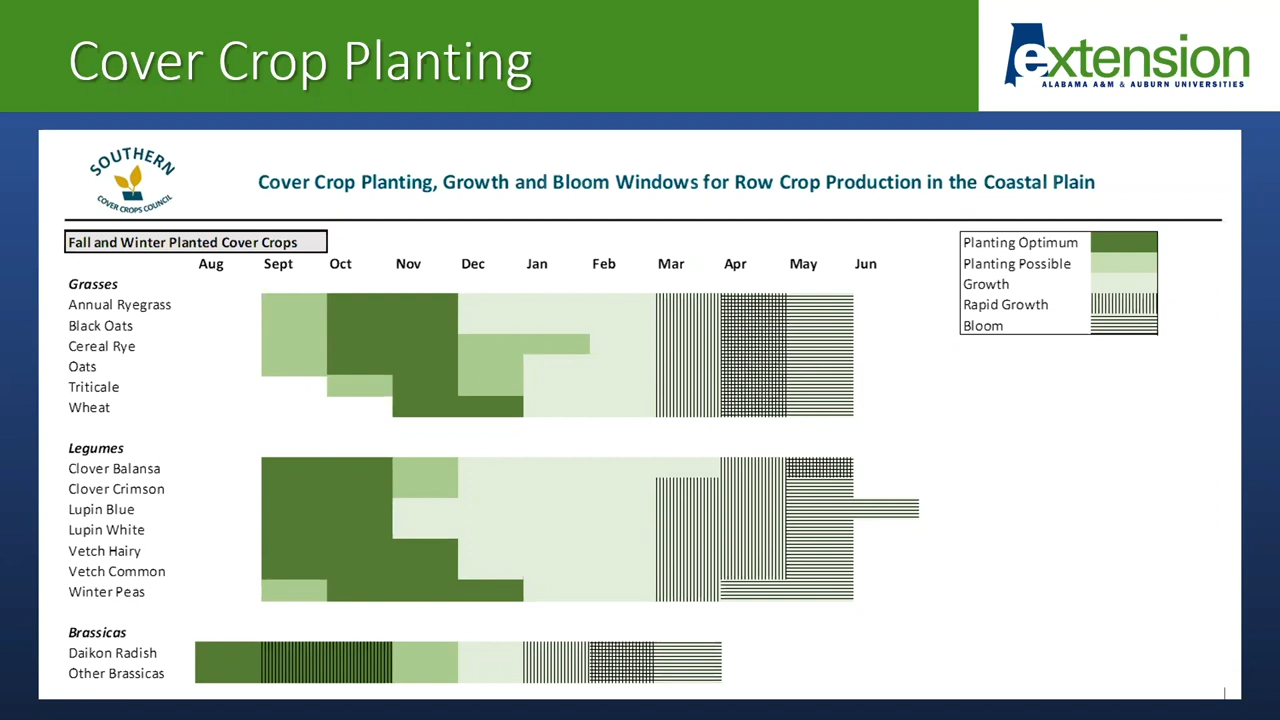 Cover Crop Planting
extension
ALABAMA A&M & AUBURN UNIVERSITIES
SOUTHERN
COVER CROPS COUNCIL
Cover Crop Planting, Growth and Bloom Windows for Row Crop Production in the Coastal Plain
Fall and Winter Planted Cover Crops
Aug Sept Oct Nov Dec Jan Feb Mar Apr May Jun
Planting Optimum
Planting Possible
Growth
Rapid Growth
Bloom
Grasses
Annual Ryegrass
Black Oats
Cereal Rye
Oats
Triticale
Wheat
Legumes
Clover Balansa
Clover Crimson
Lupin Blue
Lupin White
Vetch Hairy
Vetch Common
Winter Peas
Brassicas
Daikon Radish
Other Brassicas